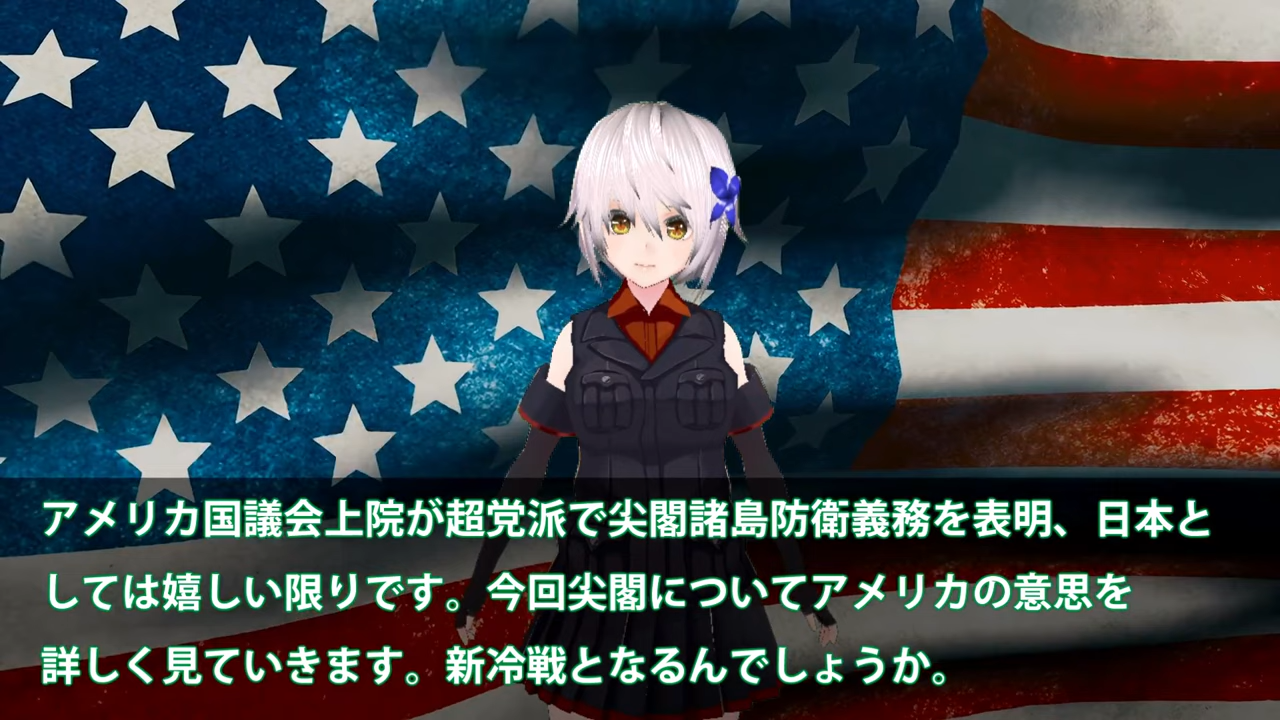 アメリカ国議会上院が超党派で尖閣諸島防衛義務を表明、日本と
しては嬉しい限りです。今回尖閣についてアメリカの意思を
詳しく見ていきます。新冷戦となるんでしょうか。